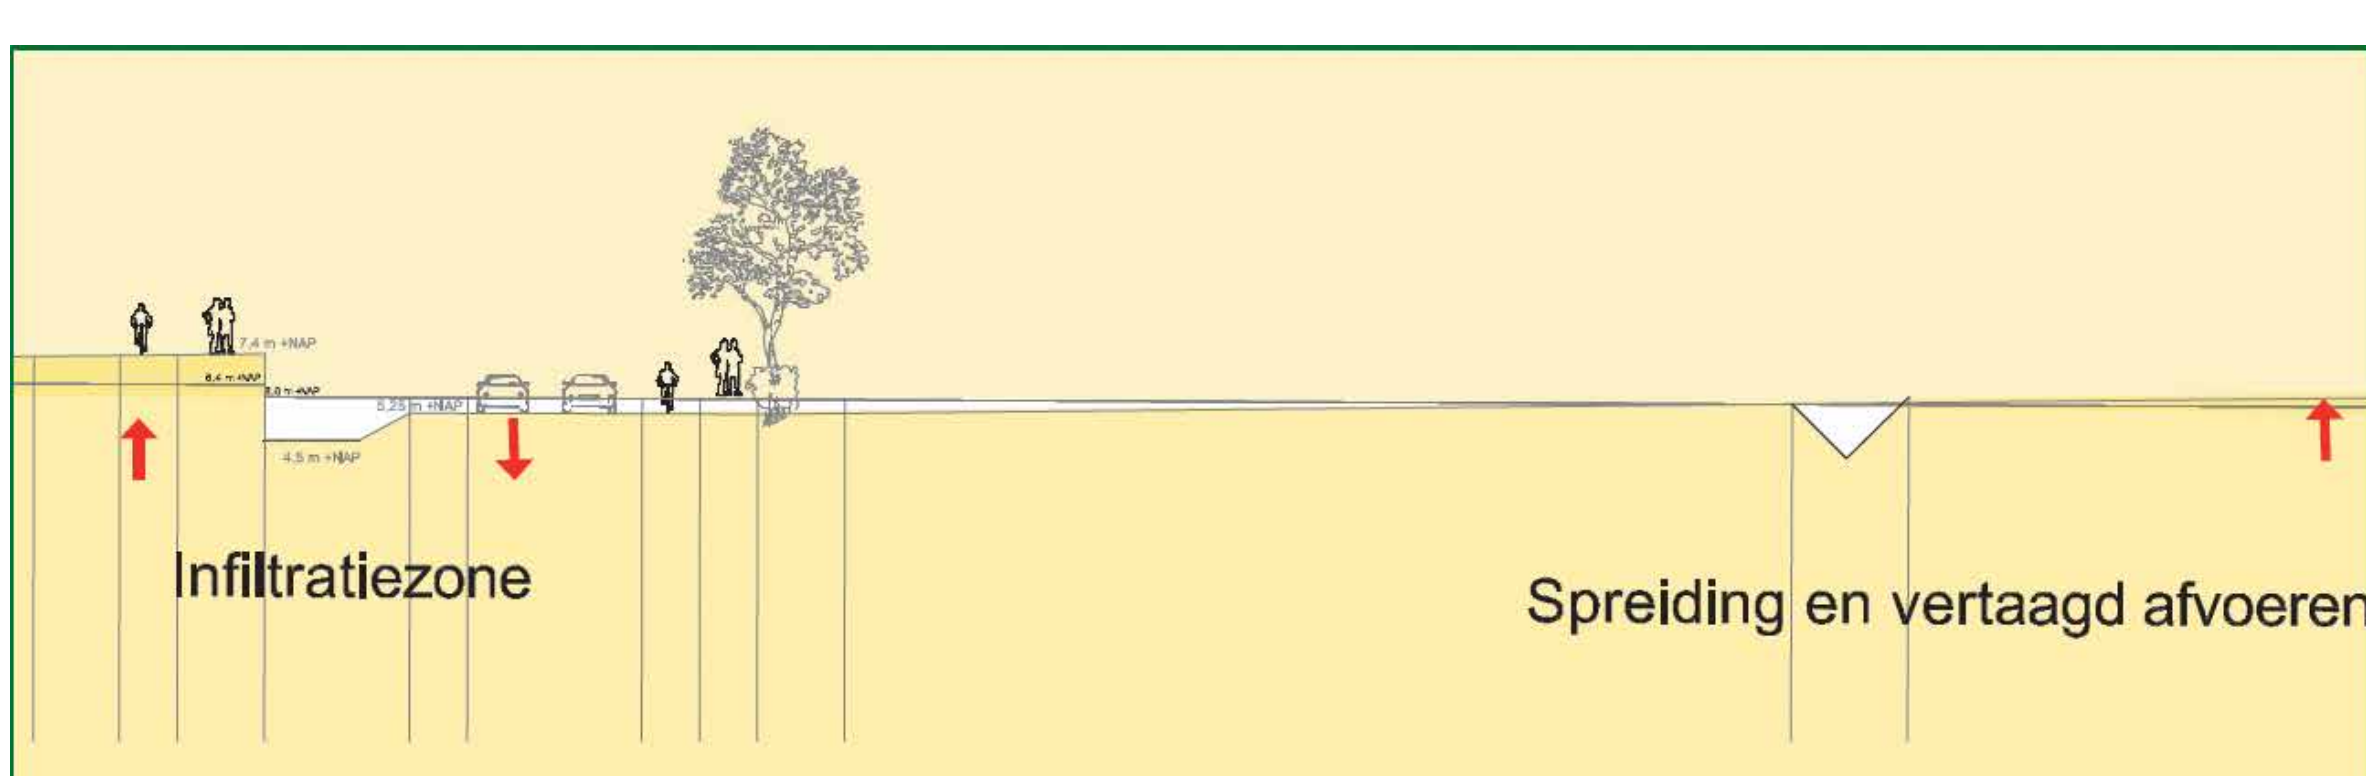 7.4 m +NAP
6.4 m +NAP
6.0 m +NAP
5.25 m +NAP
4.5 m +NAP
Infiltratiezone
Spreiding en vertaagd afvoeren